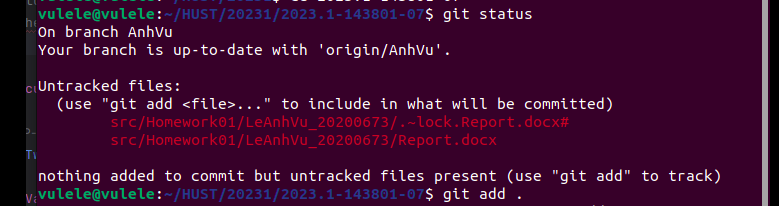 vulele@vulele:~/HUST/20231/2023.1-143801-07$ git status
On branch AnhVu
Your branch is up-to-date with 'origin/AnhVu'.
Untracked files:
(use "git add <file>..." to include in what will be committed)
src/Homework01/LeAnhVu_20200673/.~lock.Report.docx#
src/Homework01/LeAnhVu_20200673/Report.docx
nothing added to commit but untracked files present (use "git add" to track)
vulele@vulele:~/HUST/20231/2023.1-143801-07$ git add .